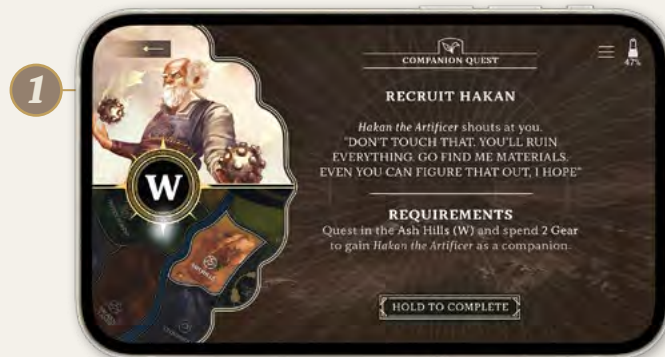 1
COMPANION QUEST
47%
RECRUIT HAKAN
Hakan the Artificer shouts at you.
"DON'T TOUCH THAT. YOU'LL RUIN
EVERYTHING. GO FIND ME MATERIALS.
EVEN YOU CAN FIGURE THAT OUT, I HOPE"
W
REQUIREMENTS
Quest in the Ash Hills (W) and spend 2 Gear
to gain Hakan the Artificer as a companion.
HOLD TO COMPLETE